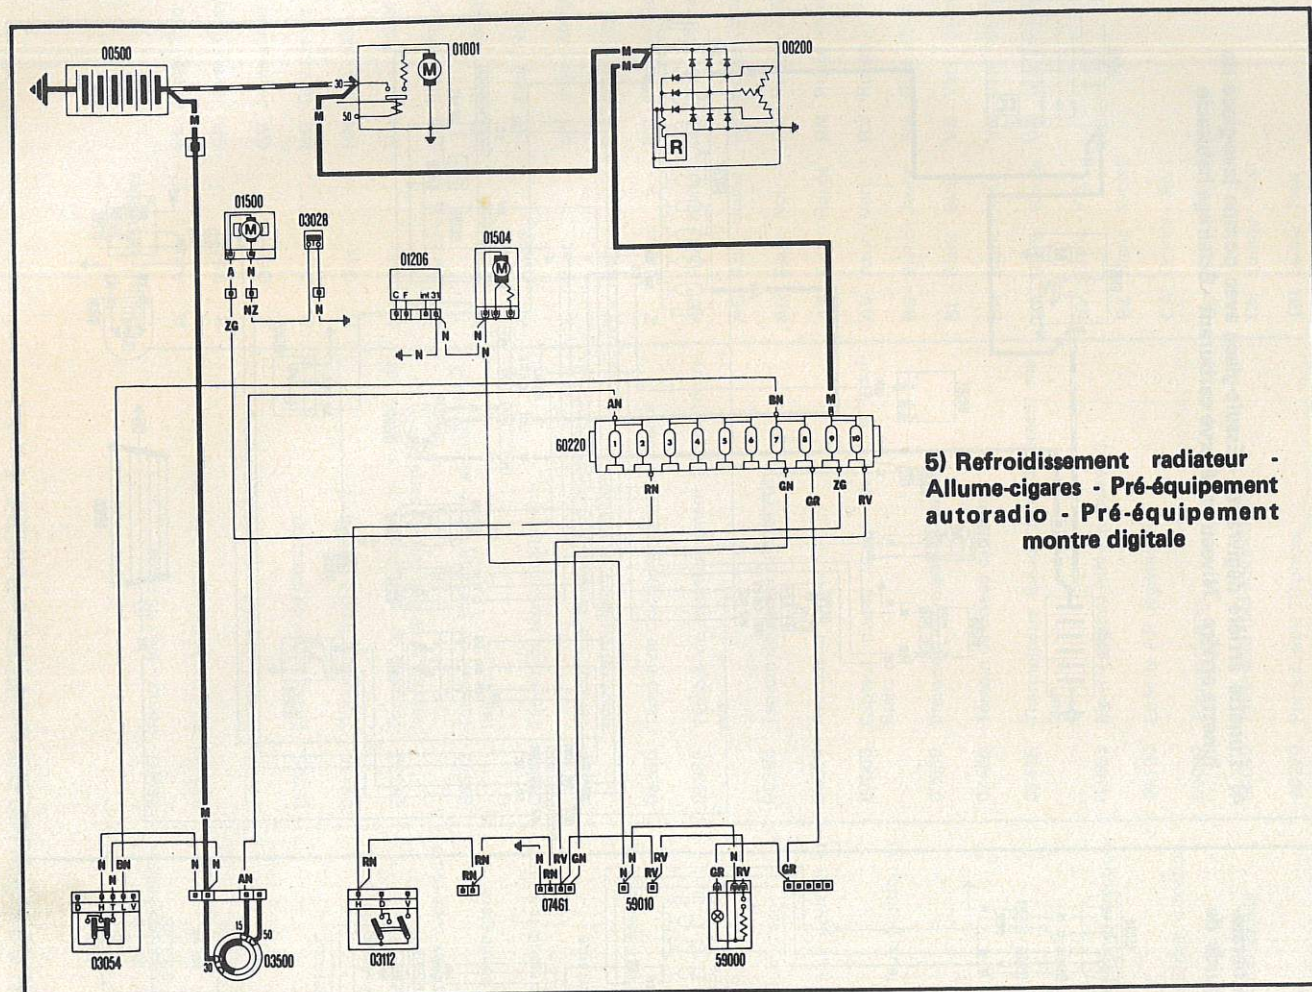 00500
01001
00200
M
M
M
30
50
M
M
R
01500
M
A
N
NZ
ZG
03028
N
01206
C F int 31
N
N
01504
M
N
N
AN
BN
M
60220
1 2 3 4 5 6 7 8 9 10
RN
GN
GR
ZG
RV
5) Refroidissement radiateur -
Allume-cigares - Pré-équipement
autoradio - Pré-équipement
montre digitale
M
N
N
BN
N
N
AN
D H T L V
03054
15
50
30
03500
RN
H D V
03112
RN
RN
N
RN
RV
GN
07461
N
N
RV
RV
59010
GR
N
RV
59000
GR